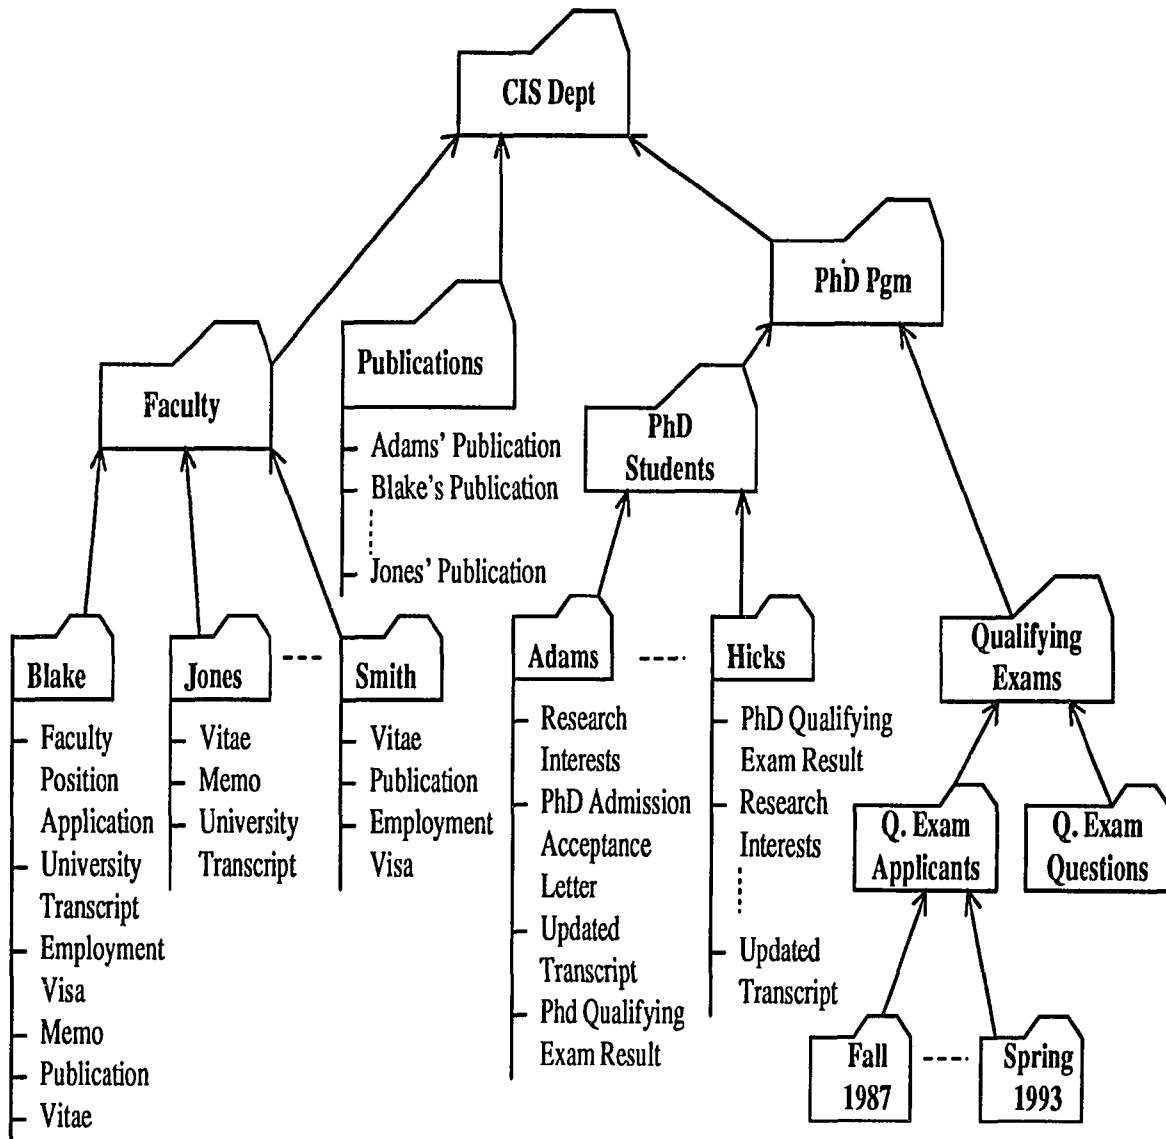 CIS Dept
PhD Pgm
Publications
Faculty
Adams' Publication
Blake's Publication
Jones' Publication
PhD
Students
Blake
Faculty
Position
Application
University
Transcript
Employment
Visa
Memo
Publication
Vitae
Jones
Vitae
Memo
University
Transcript
Smith
Vitae
Publication
Employment
Visa
Adams
Research
Interests
PhD Admission
Acceptance
Letter
Updated
Transcript
Phd Qualifying
Exam Result
Hicks
PhD Qualifying
Exam Result
Research
Interests
Updated
Transcript
Qualifying
Exams
Q. Exam
Applicants
Q. Exam
Questions
Fall
1987
Spring
1993